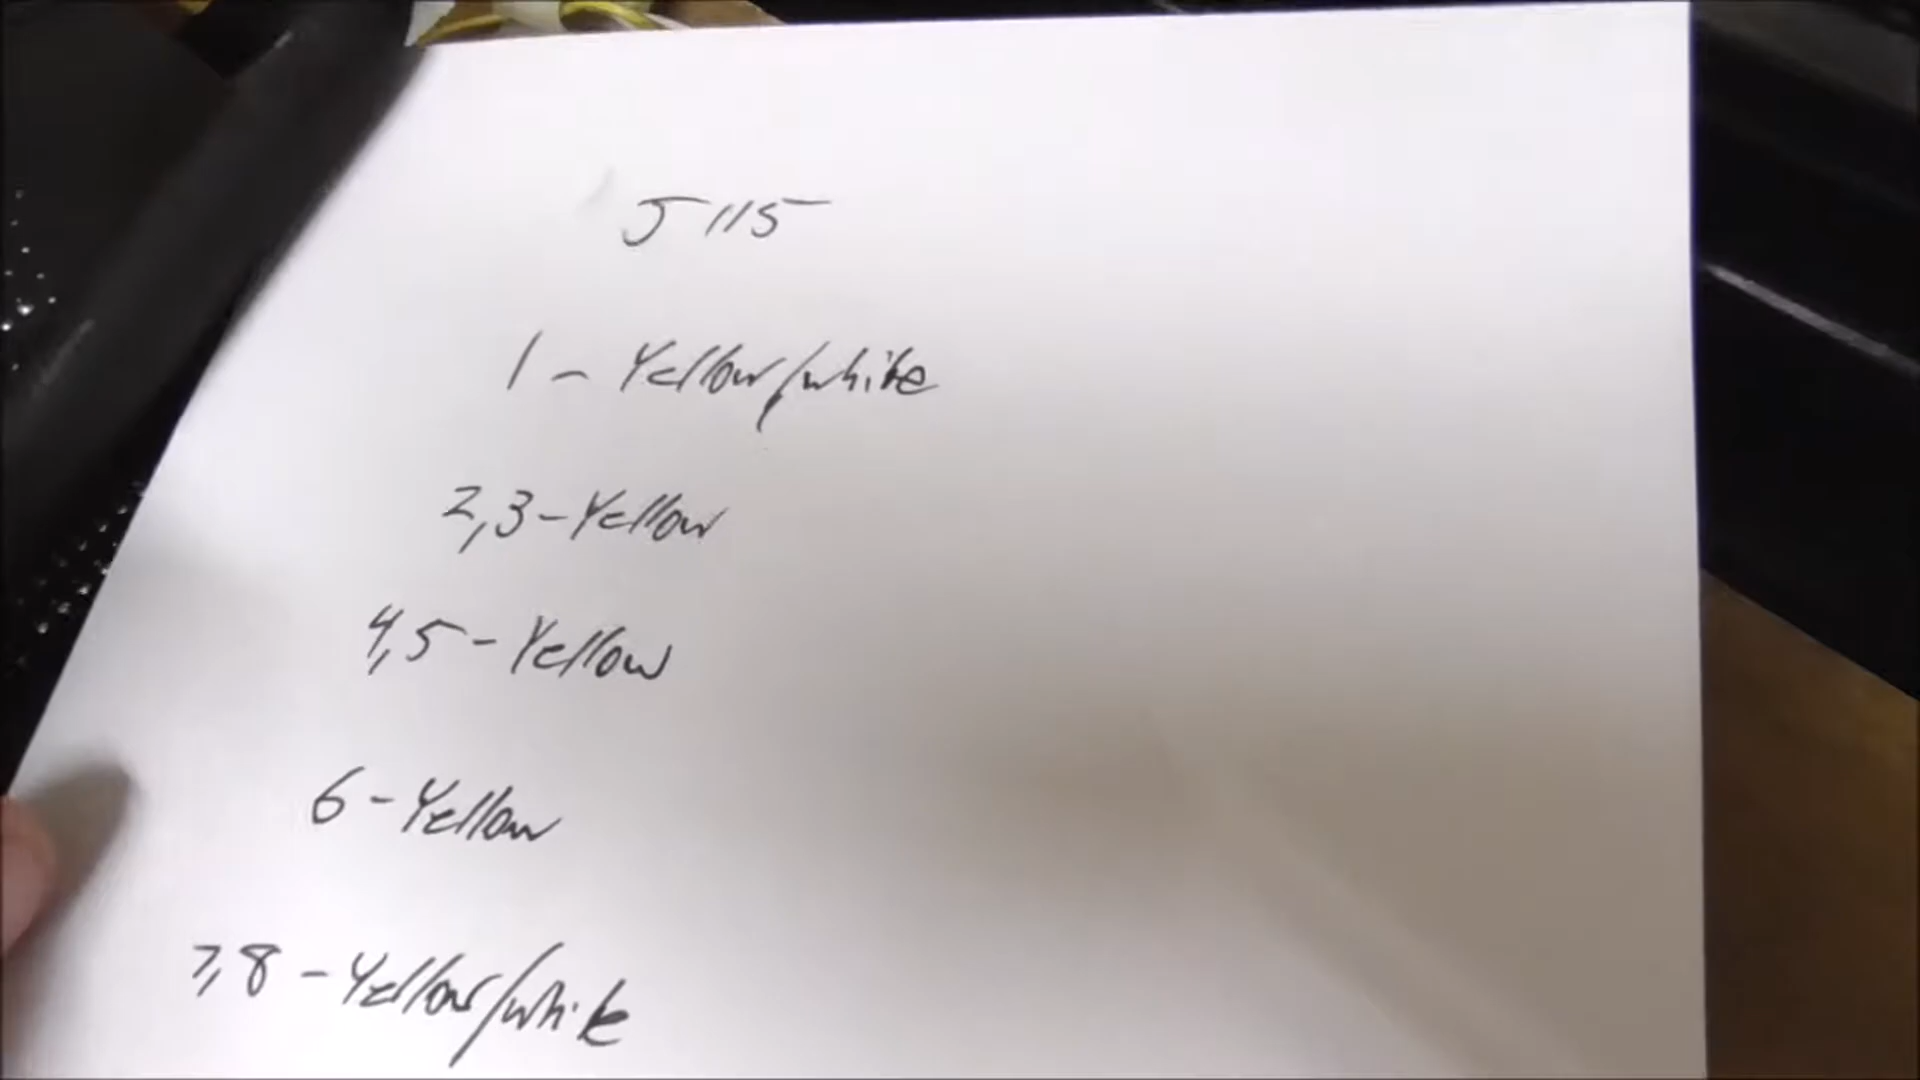 J115
1 - Yellow/white
2,3 - Yellow
4,5 - Yellow
6 - Yellow
7,8 - Yellow/white